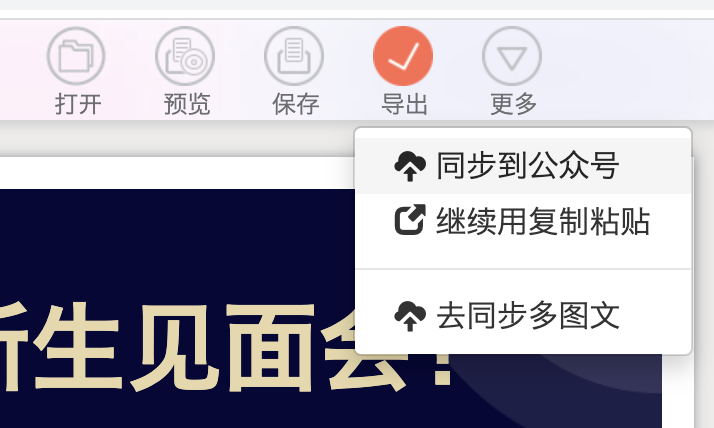 打开
预览
保存
导出
更多
同步到公众号
继续用复制粘贴
去同步多图文
新生见面会！